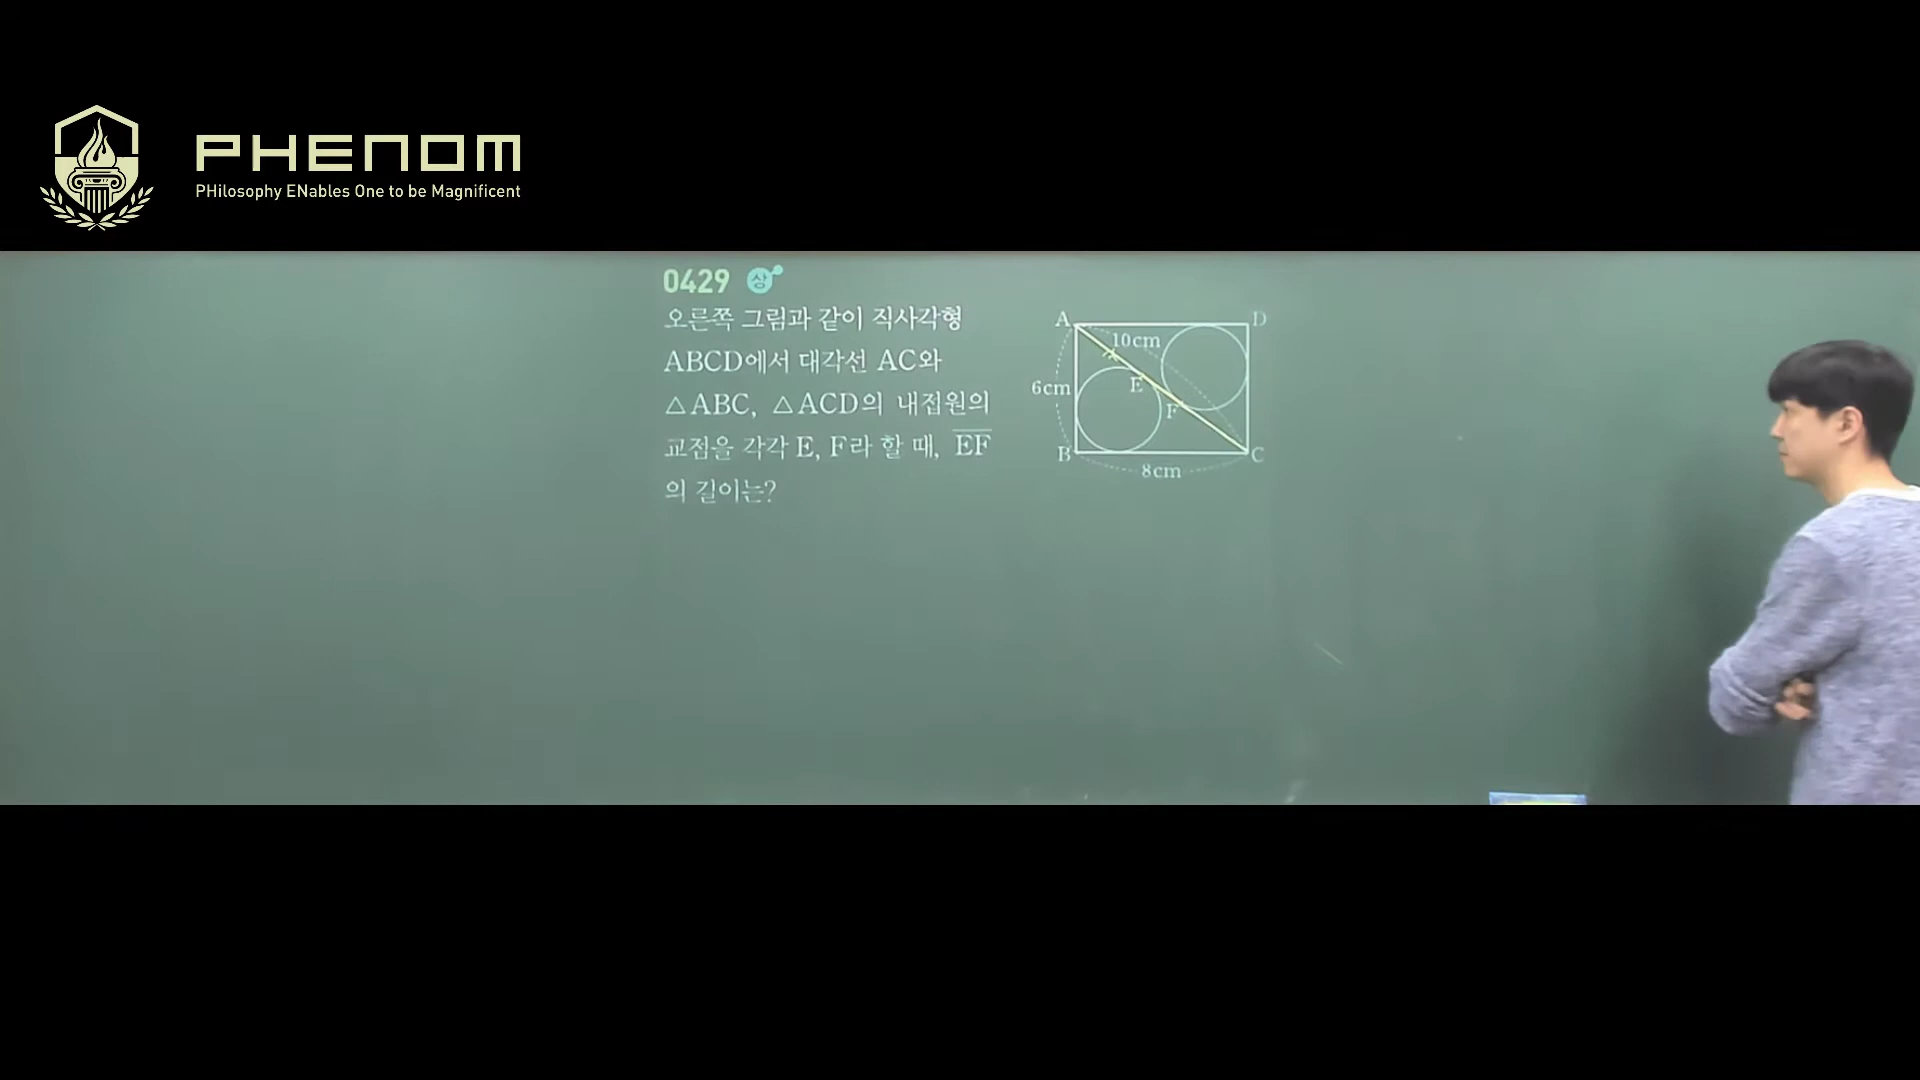 PHENOM
PHilosophy ENables One to be Magnificent
0429 상
오른쪽 그림과 같이 직사각형
ABCD에서 대각선 AC와
△ABC, △ACD의 내접원의
교점을 각각 E, F라 할 때, EF
의 길이는?
A
D
10cm
6cm
E
F
B
C
8cm